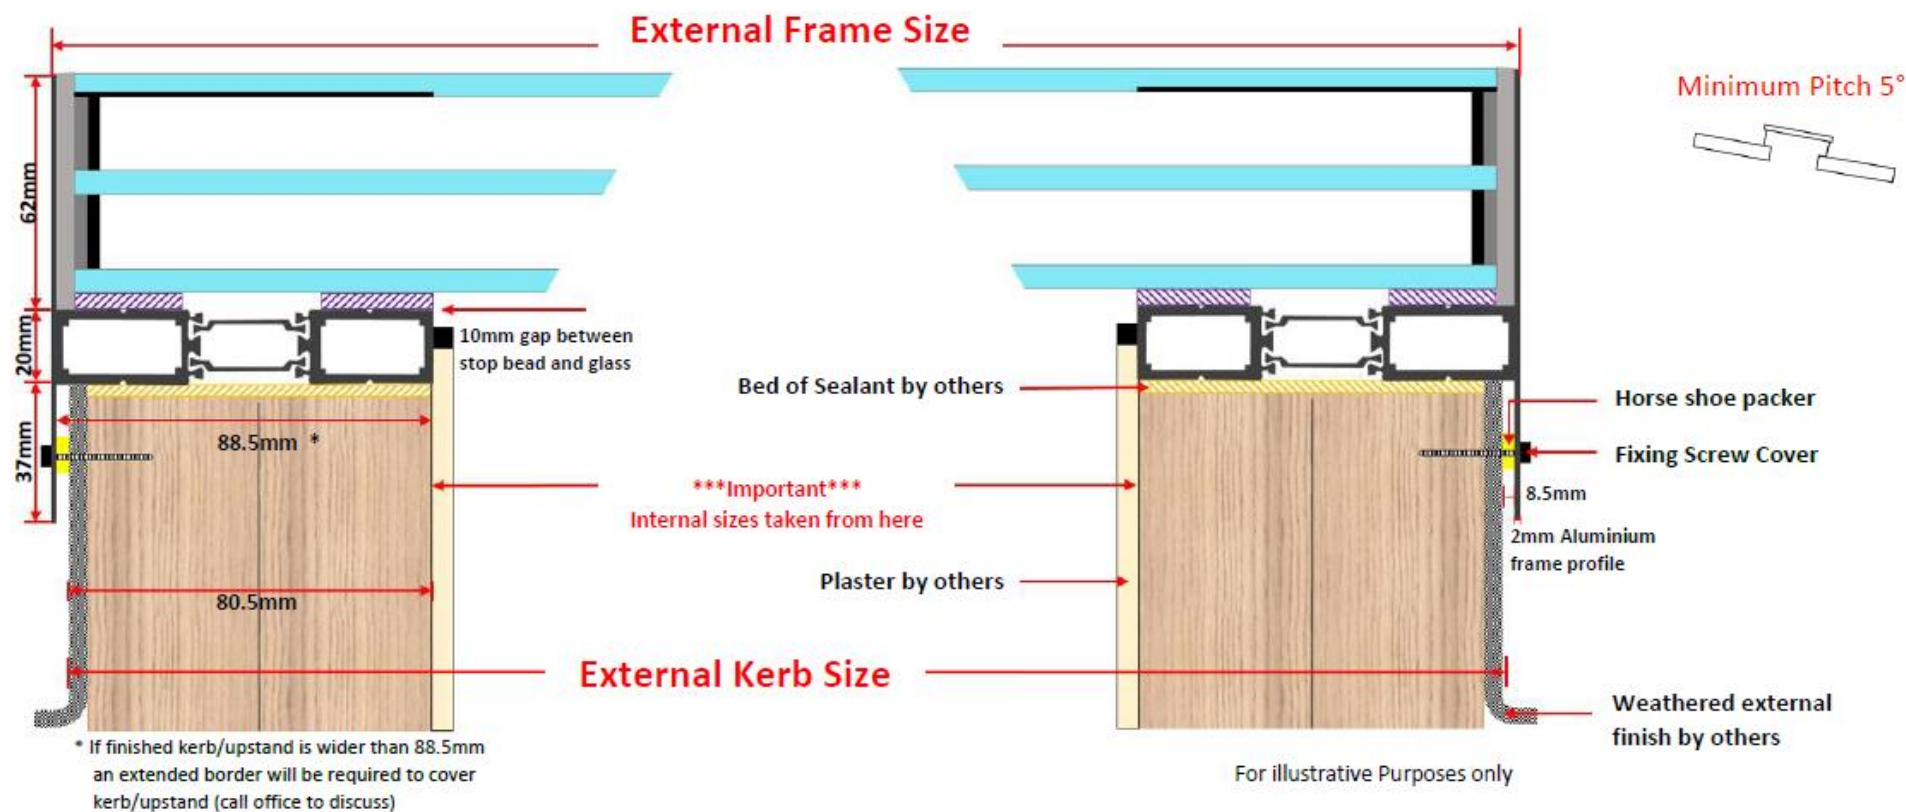 External Frame Size
Minimum Pitch 5°
62mm
20mm
10mm gap between
stop bead and glass
Bed of Sealant by others
Horse shoe packer
88.5mm *
37mm
Fixing Screw Cover
***Important***
Internal sizes taken from here
8.5mm
2mm Aluminium
frame profile
Plaster by others
80.5mm
External Kerb Size
Weathered external
finish by others
* If finished kerb/upstand is wider than 88.5mm
an extended border will be required to cover
kerb/upstand (call office to discuss)
For illustrative Purposes only